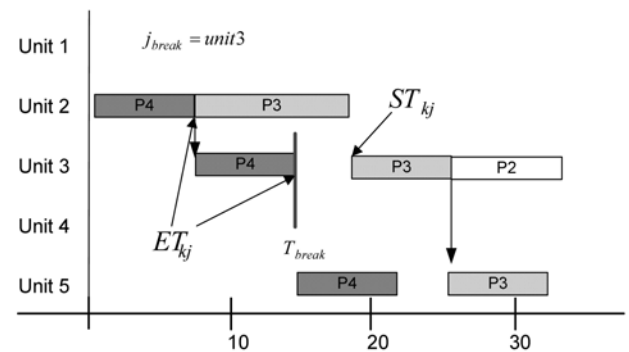 Unit 1
j_break = unit3
Unit 2
P4
P3
ST_kj
Unit 3
P4
P3
P2
Unit 4
ET_kj
T_break
Unit 5
P4
P3
10
20
30